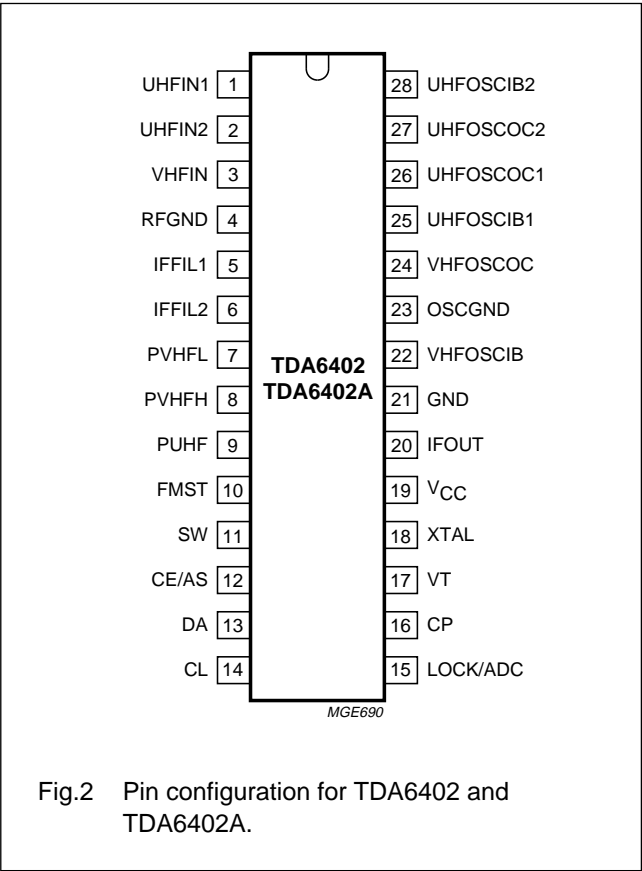 UHFIN1 1 28 UHFOSCIB2
UHFIN2 2 27 UHFOSCOC2
VHFIN 3 26 UHFOSCOC1
RFGND 4 25 UHFOSCIB1
IFFIL1 5 24 VHFOSCOC
IFFIL2 6 23 OSCGND
PVHFL 7 22 VHFOSCIB
TDA6402
TDA6402A
PVHFH 8 21 GND
PUHF 9 20 IFOUT
FMST 10 19 VCC
SW 11 18 XTAL
CE/AS 12 17 VT
DA 13 16 CP
CL 14 15 LOCK/ADC
MGE690
Fig.2 Pin configuration for TDA6402 and
TDA6402A.